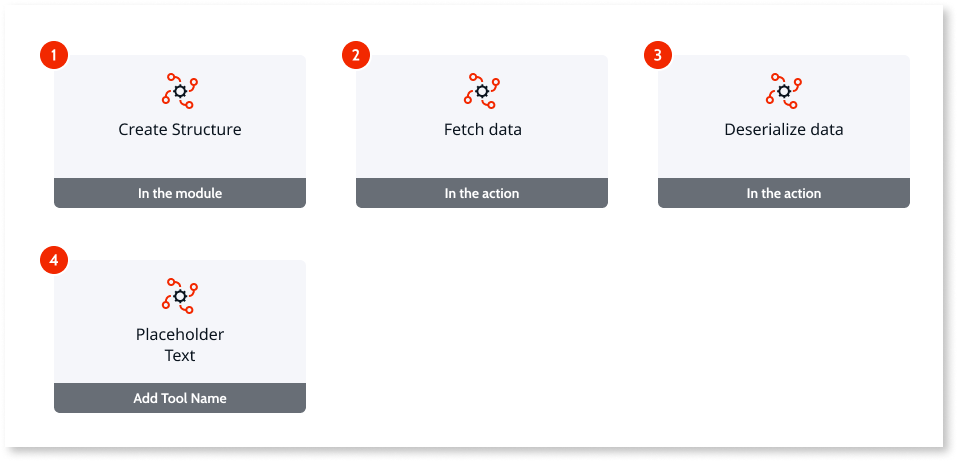 1
Create Structure
In the module
2
Fetch data
In the action
3
Deserialize data
In the action
4
Placeholder
Text
Add Tool Name